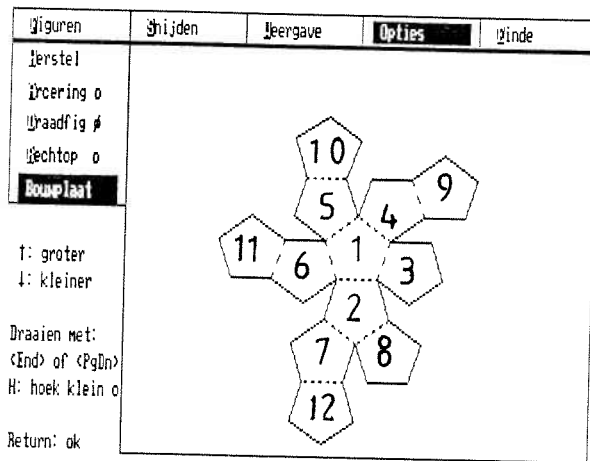 Figuren Snijden Weergave Opties Einde
Herstel
Arcering o
Draadfig ø
Rechtop o
Bouwplaat
↑: groter
↓: kleiner
Draaien met:
<End> of <PgDn>
H: hoek klein o
Return: ok
10
9
5
4
11
6
1
3
2
7
8
12